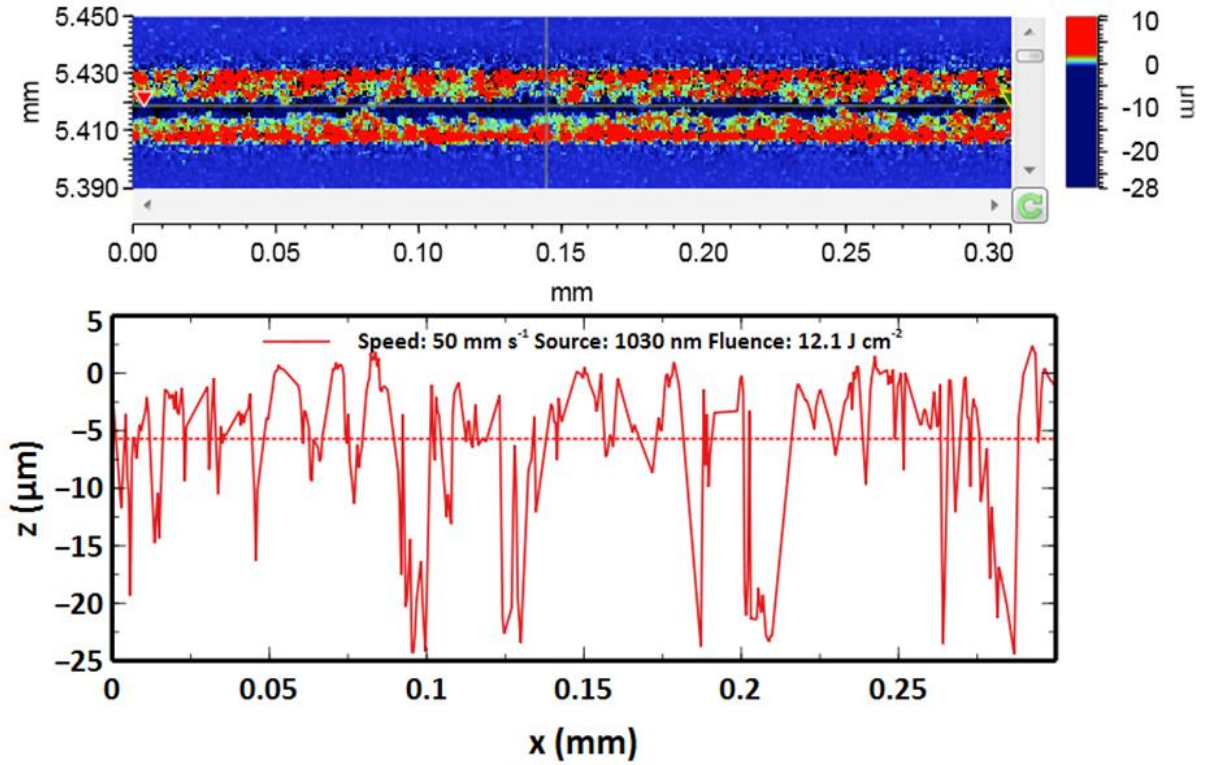 5.450
5.430
5.410
5.390
mm
0.00 0.05 0.10 0.15 0.20 0.25 0.30
mm
10
0
-10
-20
-28
µm
Speed: 50 mm s⁻¹ Source: 1030 nm Fluence: 12.1 J cm⁻²
5
0
−5
−10
−15
−20
−25
z (µm)
0 0.05 0.1 0.15 0.2 0.25
x (mm)